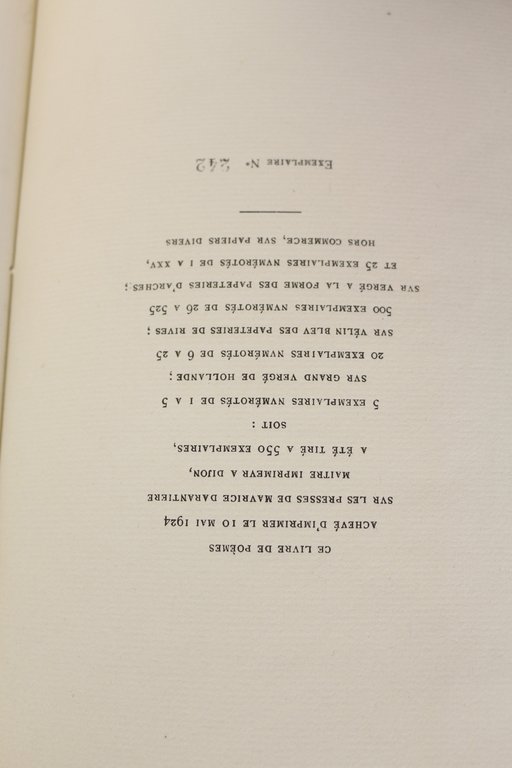 CE LIVRE DE POÈMES
ACHEVÉ D'IMPRIMER LE 10 MAI 1924
SVR LES PRESSES DE MAVRICE DARANTIERE
MAITRE IMPRIMEVR A DIJON,
A ÉTÉ TIRÉ A 550 EXEMPLAIRES,
SOIT :
5 EXEMPLAIRES NVMÉROTÉS DE 1 A 5
SVR GRAND VERGÉ DE HOLLANDE ;
20 EXEMPLAIRES NVMÉROTÉS DE 6 A 25
SVR VÉLIN BLEV DES PAPETERIES DE RIVES ;
500 EXEMPLAIRES NVMÉROTÉS DE 26 A 525
SVR VERGÉ A LA FORME DES PAPETERIES D'ARCHES ;
ET 25 EXEMPLAIRES NVMÉROTÉS DE I A XXV,
HORS COMMERCE, SVR PAPIERS DIVERS
EXEMPLAIRE N° 242